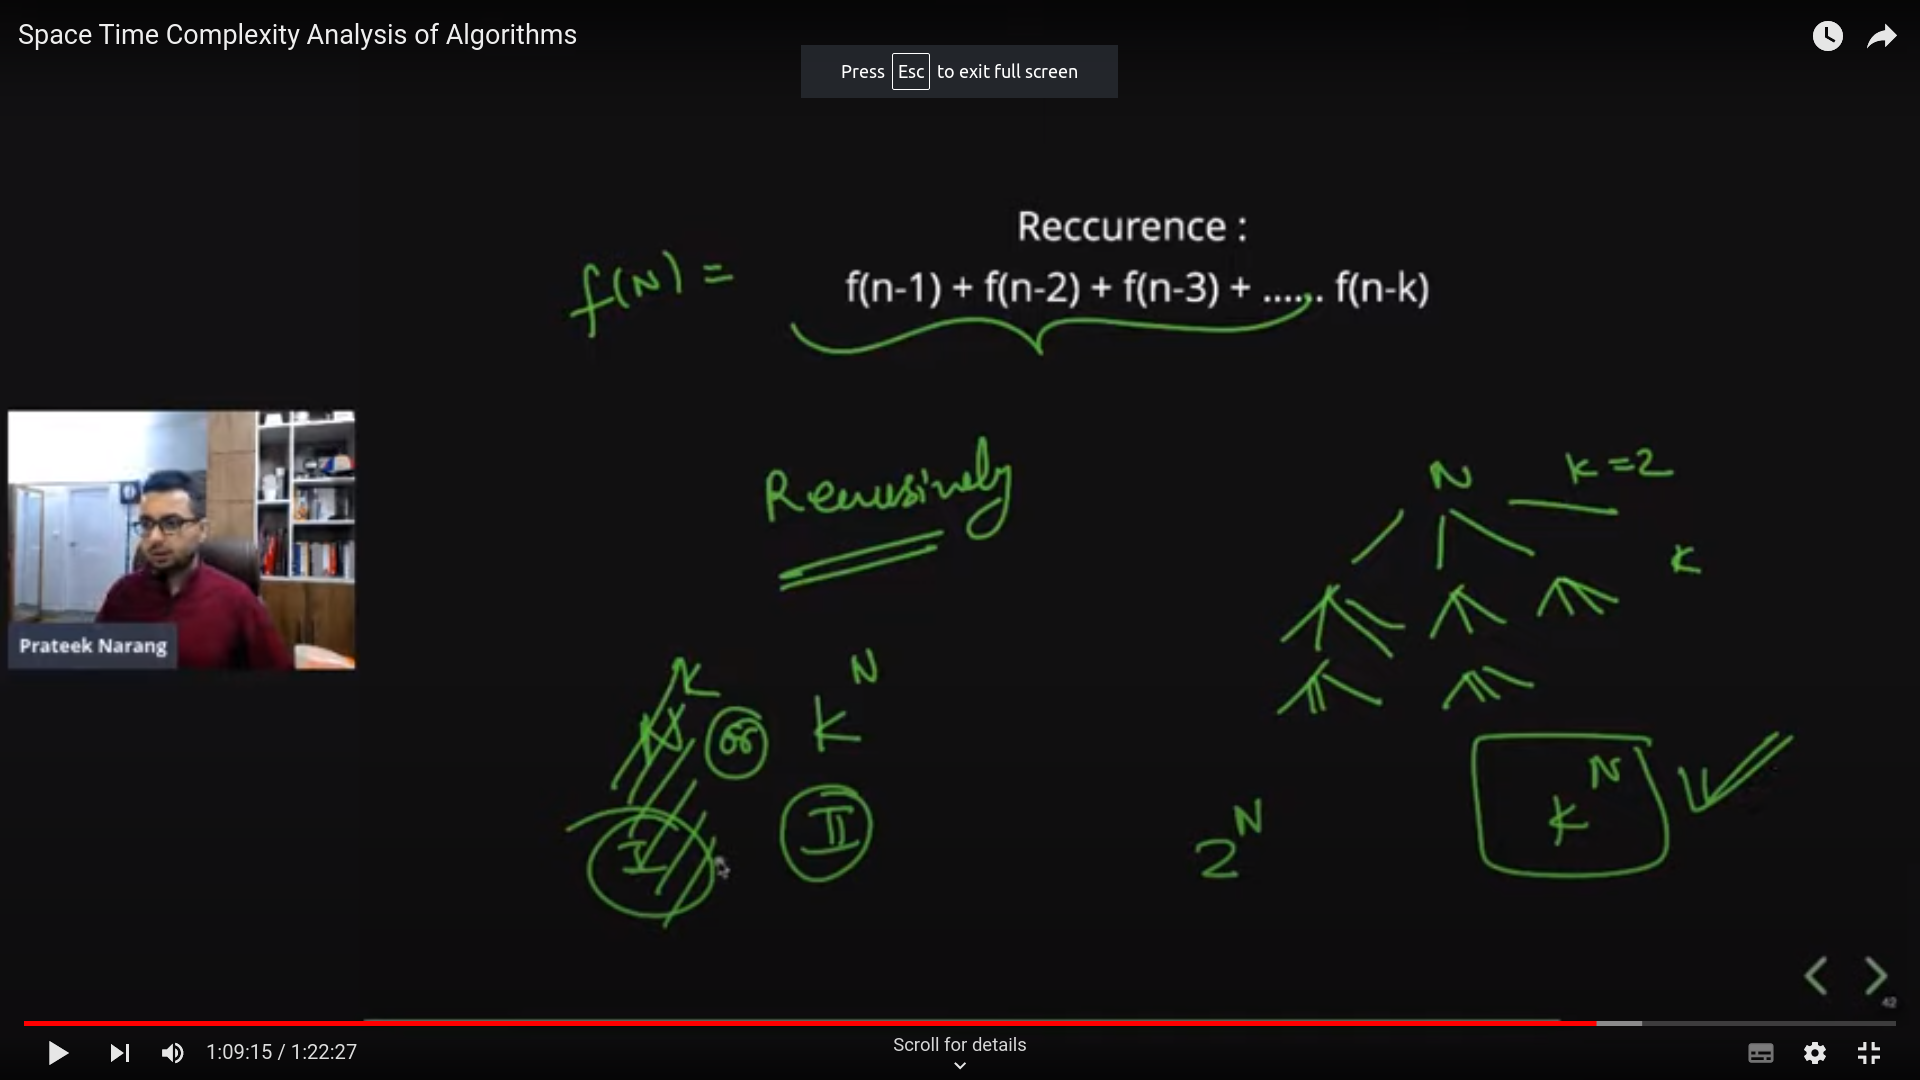 Space Time Complexity Analysis of Algorithms
Press Esc to exit full screen
Reccurence :
f(N) = f(n-1) + f(n-2) + f(n-3) + ...... f(n-k)
Recursively
N k=2
k
Prateek Narang
N^k or k^N
I II
2^N
k^N
42
1:09:15 / 1:22:27
Scroll for details